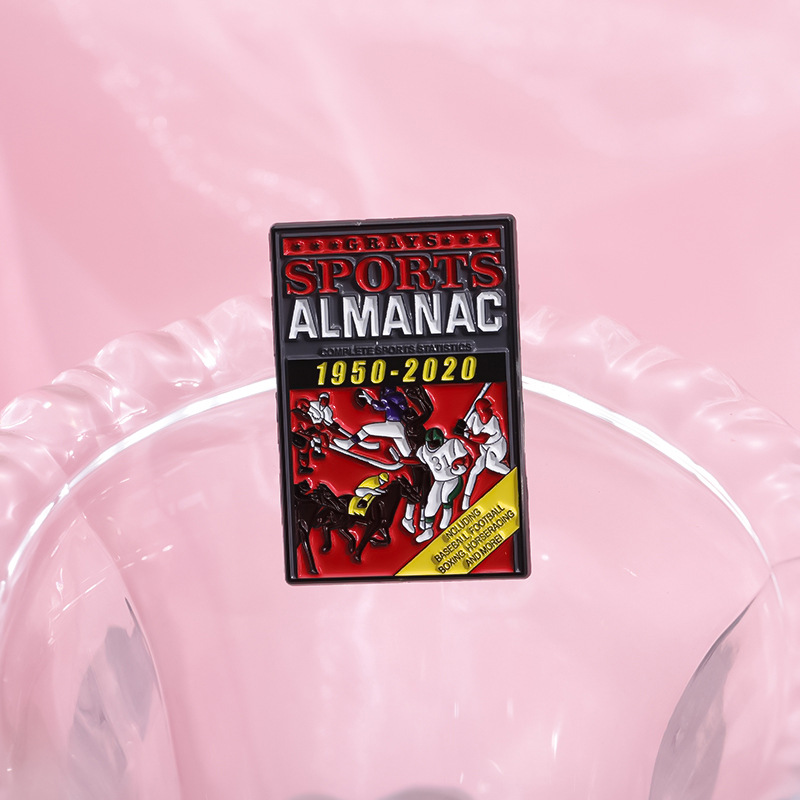 GRAYS
SPORTS
ALMANAC
COMPLETE SPORTS STATISTICS
1950-2020
31
INCLUDING
BASEBALL, FOOTBALL
BOXING, HORSERACING
AND MORE!